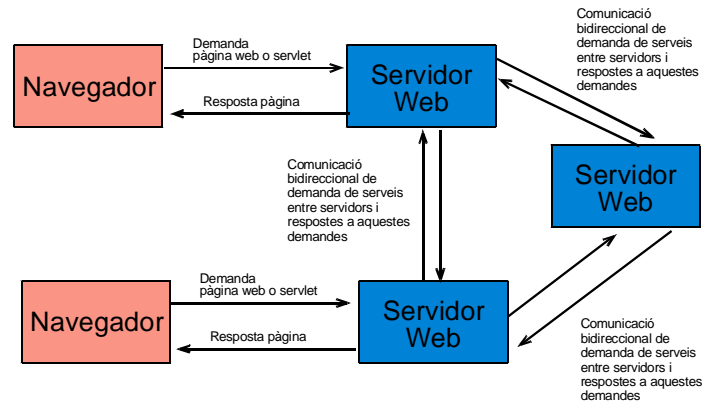 Comunicació
bidireccional de
demanda de serveis
entre servidors i
respostes a aquestes
demandes
Demanda
pàgina web o servlet
Navegador
Servidor
Web
Resposta pàgina
Comunicació
bidireccional de
demanda de serveis
entre servidors i
respostes a aquestes
demandes
Servidor
Web
Demanda
pàgina web o servlet
Navegador
Servidor
Web
Resposta pàgina
Comunicació
bidireccional de
demanda de serveis
entre servidors i
respostes a aquestes
demandes